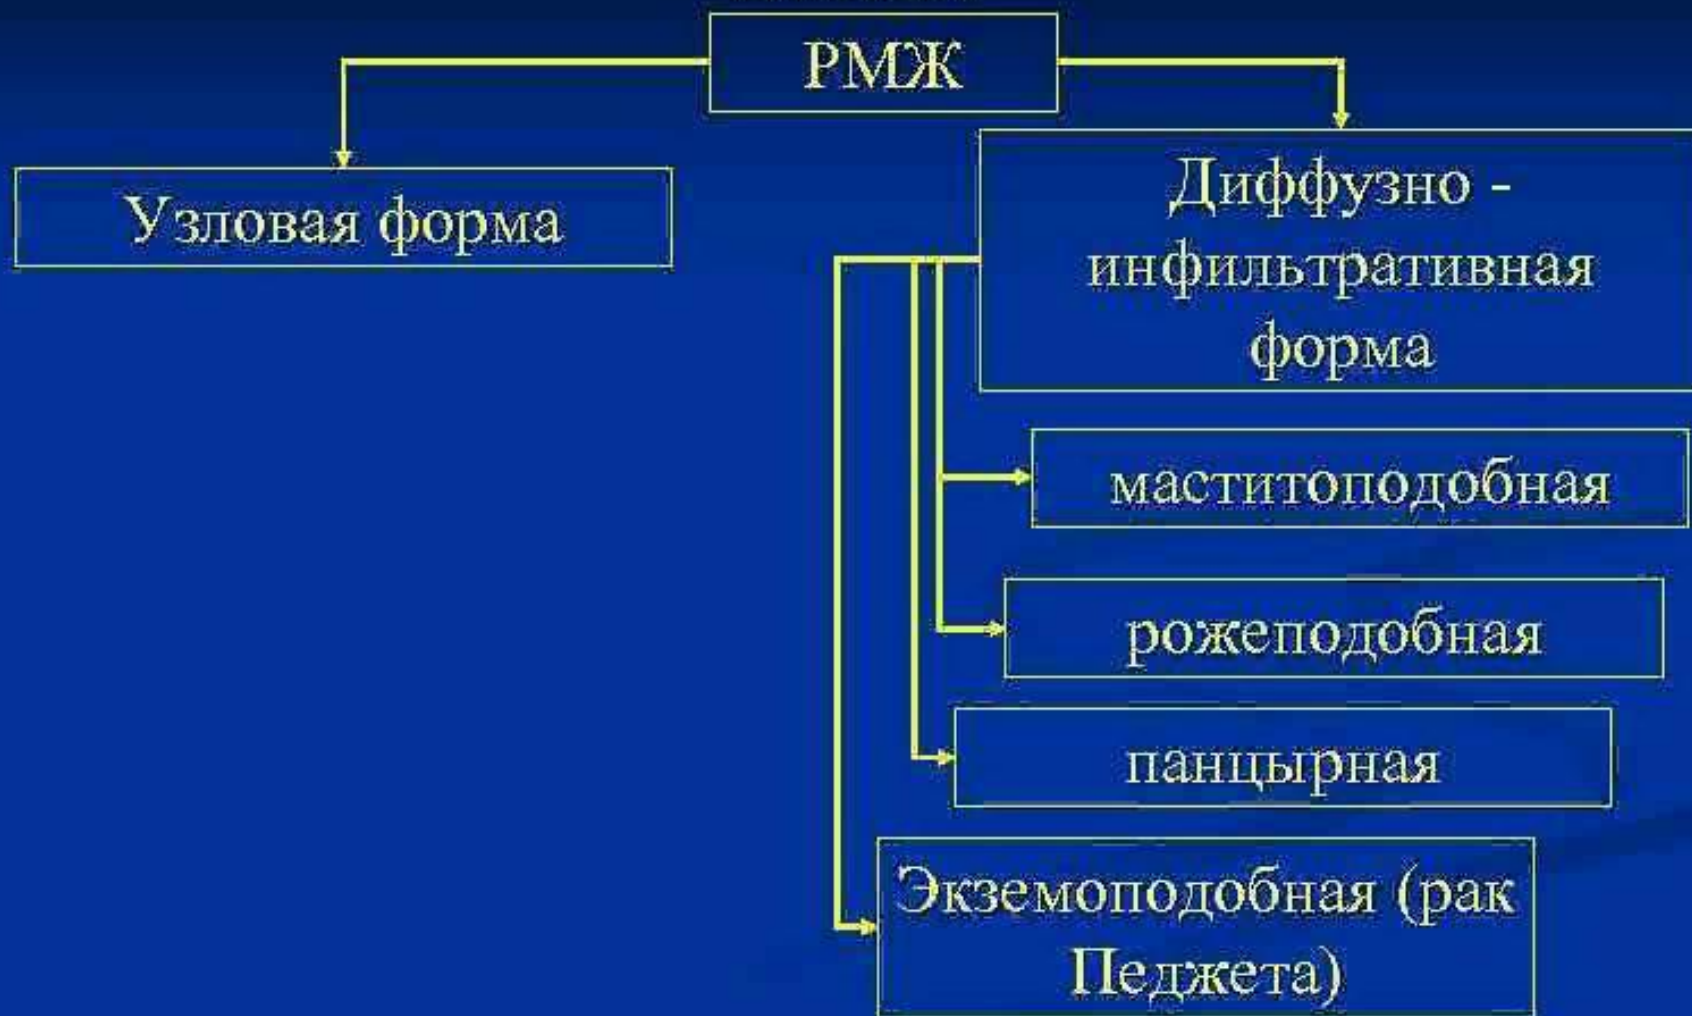 РМЖ
Узловая форма
Диффузно -
инфильтративная
форма
маститоподобная
рожеподобная
панцырная
Экземоподобная (рак
Педжета)